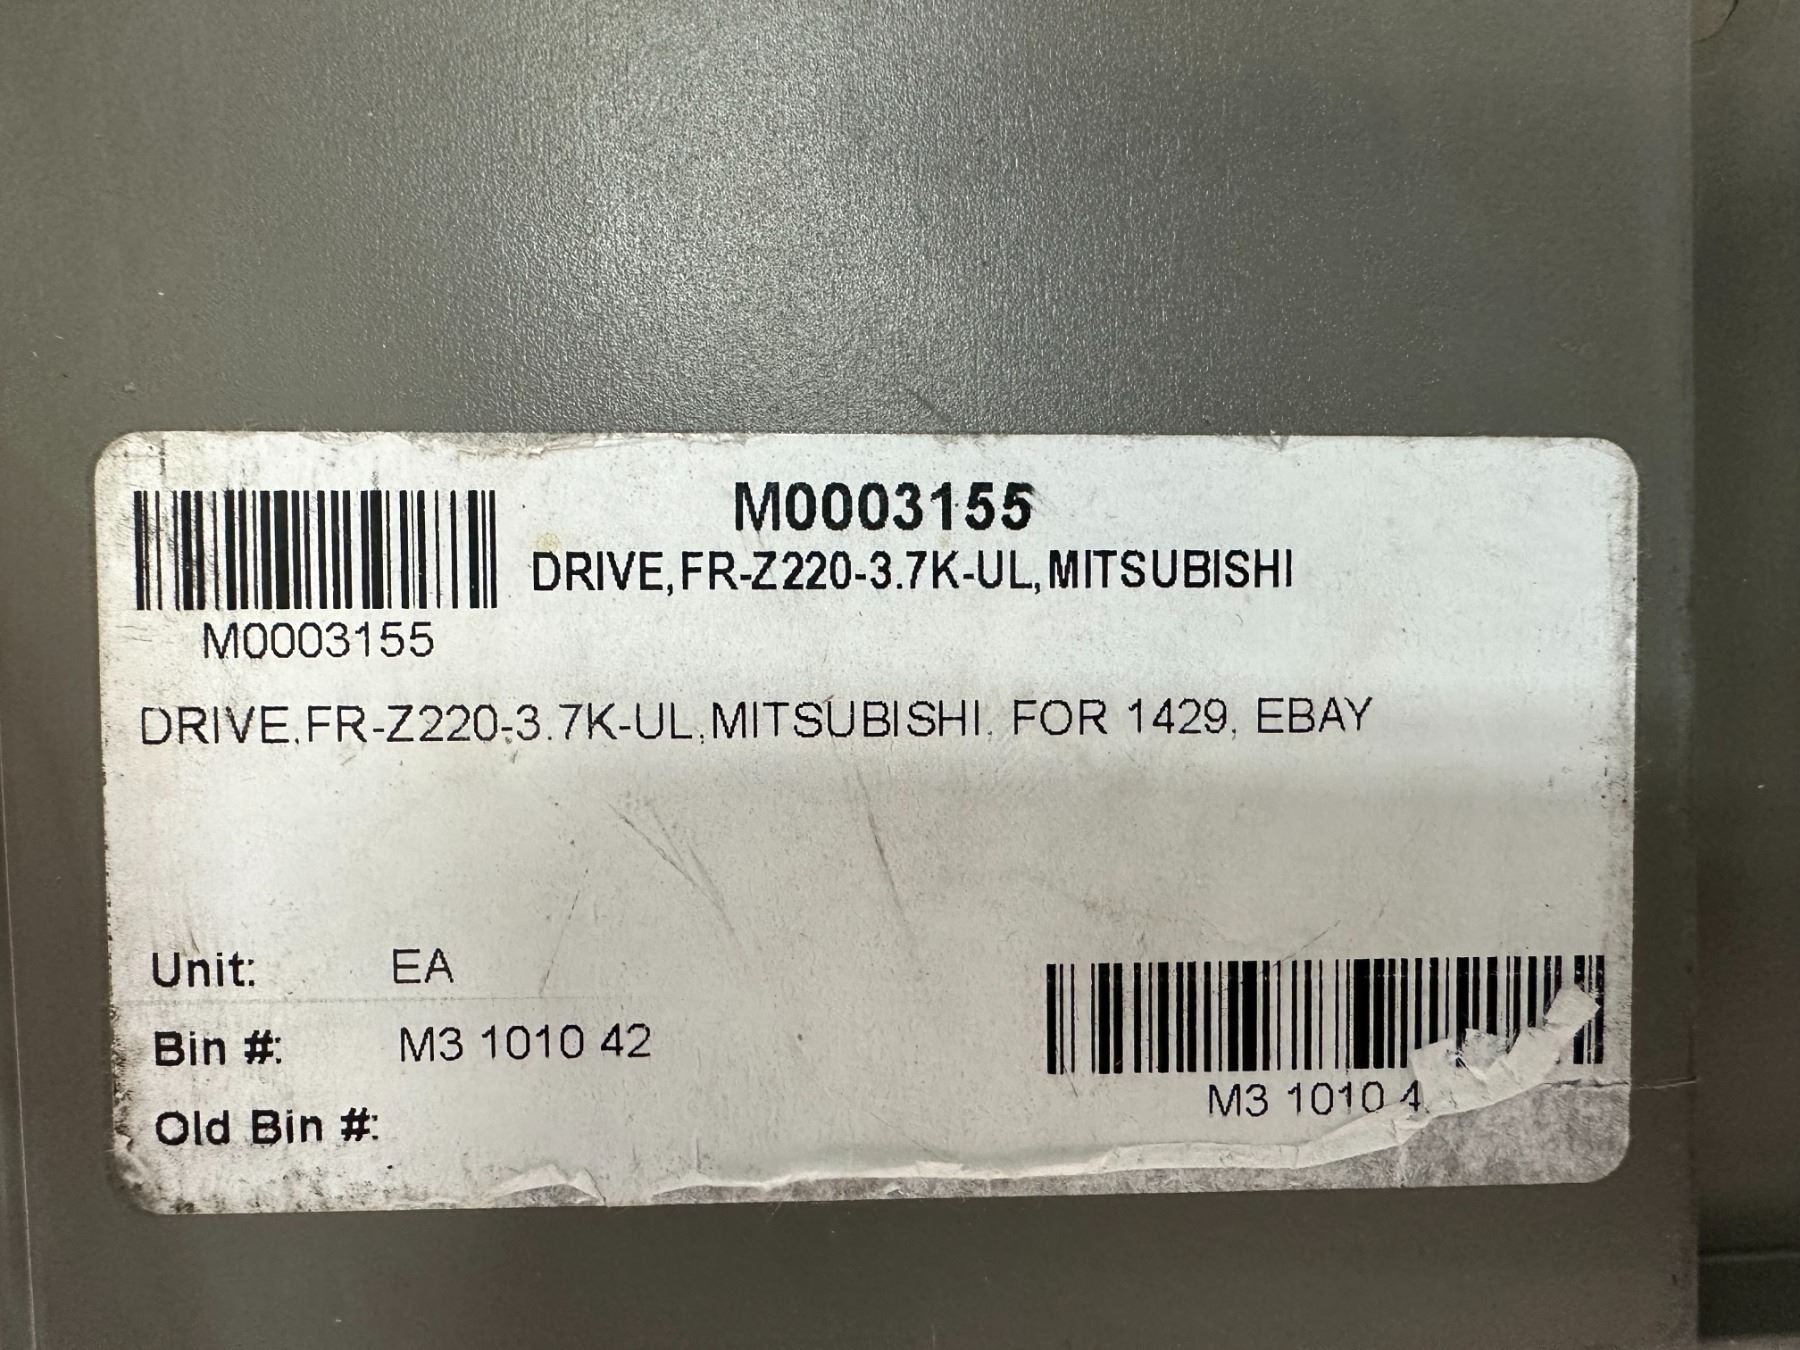 M0003155
DRIVE,FR-Z220-3.7K-UL,MITSUBISHI
M0003155
DRIVE,FR-Z220-3.7K-UL,MITSUBISHI, FOR 1429, EBAY
Unit: EA
Bin #: M3 1010 42
M3 1010 4
Old Bin #: